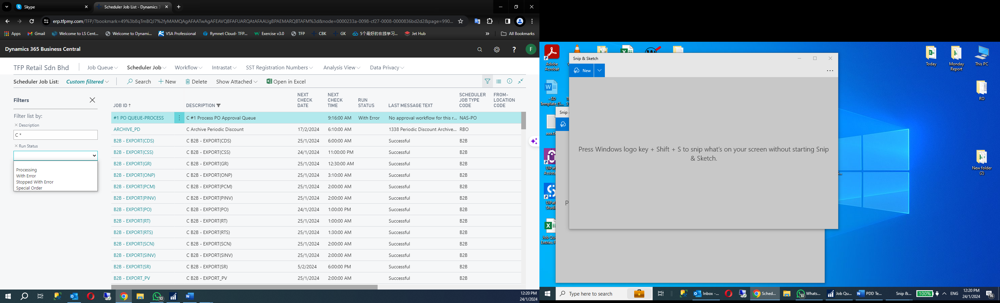 Skype
Scheduler Job List - Dynamics 3
erp.tfpmy.com/TFP/?bookmark=49%3b8qTmBQJ7%2fyMAMQAgAFAATwAgAFEAVQBFAFUARQAtAFAAUgBPAEMARQBTAFM%3d&node=0000233a-0098-cf27-0008-0000836bd2d2&page=990...
Apps
Gmail
Welcome to LS Cent...
Welcome to Dynami...
VSA Professional
Rymnet Cloud- TFP...
Exercise v3.0
TFP
CBK
GK
5个最好的在线学习...
Jet Hub
All Bookmarks
Dynamics 365 Business Central
F
TFP Retail Sdn Bhd
Job Queue
Scheduler Job
Workflow
Intrastat
SST Registration Numbers
Analysis View
Data Privacy
Scheduler Job List:
Custom filtered
Search
New
Delete
Show Attached
Open in Excel
Filters
Filter list by:
Description
C *
Run Status
Processing
With Error
Stopped With Error
Special Order
JOB ID ↑
DESCRIPTION
NEXT CHECK DATE
NEXT CHECK TIME
RUN STATUS
LAST MESSAGE TEXT
SCHEDULER JOB TYPE CODE
FROM-LOCATION CODE
#1 PO QUEUE-PROCESS C #1 Process PO Approval Queue 9:16:00 AM With Error No approval workflow for this r... NAS-PO
ARCHIVE_PD C Archive Periodic Discount 17/2/2024 6:10:00 AM 1338 Periodic Discount Archive... RBO
B2B - EXPORT(CDS) C B2B - EXPORT(CDS) 25/1/2024 6:00:00 AM Successful B2B
B2B - EXPORT(CSS) C B2B - EXPORT(CSS) 24/1/2024 11:00:00 PM Successful B2B
B2B - EXPORT(GR) C B2B - EXPORT(GR) 25/1/2024 12:30:00 AM Successful B2B
B2B - EXPORT(ONP) C B2B - EXPORT(ONP) 25/1/2024 3:10:00 AM Successful B2B
B2B - EXPORT(PCM) C B2B - EXPORT(PCM) 25/1/2024 2:00:00 AM Successful B2B
B2B - EXPORT(PINV) C B2B - EXPORT(PINV) 25/1/2024 2:00:00 AM Successful B2B
B2B - EXPORT(PO) C B2B - EXPORT(PO) 24/1/2024 1:00:00 PM Successful B2B
B2B - EXPORT(RT) C B2B - EXPORT(RT) 25/1/2024 1:00:00 AM Successful B2B
B2B - EXPORT(RTS) C B2B - EXPORT(RTS) 25/1/2024 1:30:00 AM Successful B2B
B2B - EXPORT(SCN) C B2B - EXPORT(SCN) 25/1/2024 2:00:00 AM Successful B2B
B2B - EXPORT(SINV) C B2B - EXPORT(SINV) 25/1/2024 2:00:00 AM Successful B2B
B2B - EXPORT(SR) C B2B - EXPORT(SR) 5/2/2024 6:00:00 PM Successful B2B
B2B - EXPORT_PV C B2B - EXPORT_PV 25/1/2024 2:00:00 AM Successful B2B
10
12:20 PM
24/1/2024
Adobe Acrobat
~$D Template (S...
aaa.t
UiPat Assista
UiPat Studi
Job Qu Entries F
Snip & Sketch
New
Press Windows logo key + Shift + S to snip what's on your screen without starting Snip
& Sketch.
Snip
P
Today
Monday Report
This PC
RO
New folder (2)
Type here to search
Inbox -...
Sched...
10
Whats...
Job Qu...
PDD Te...
Snip &...
100%
ENG
12:20 PM
24/1/2024
16